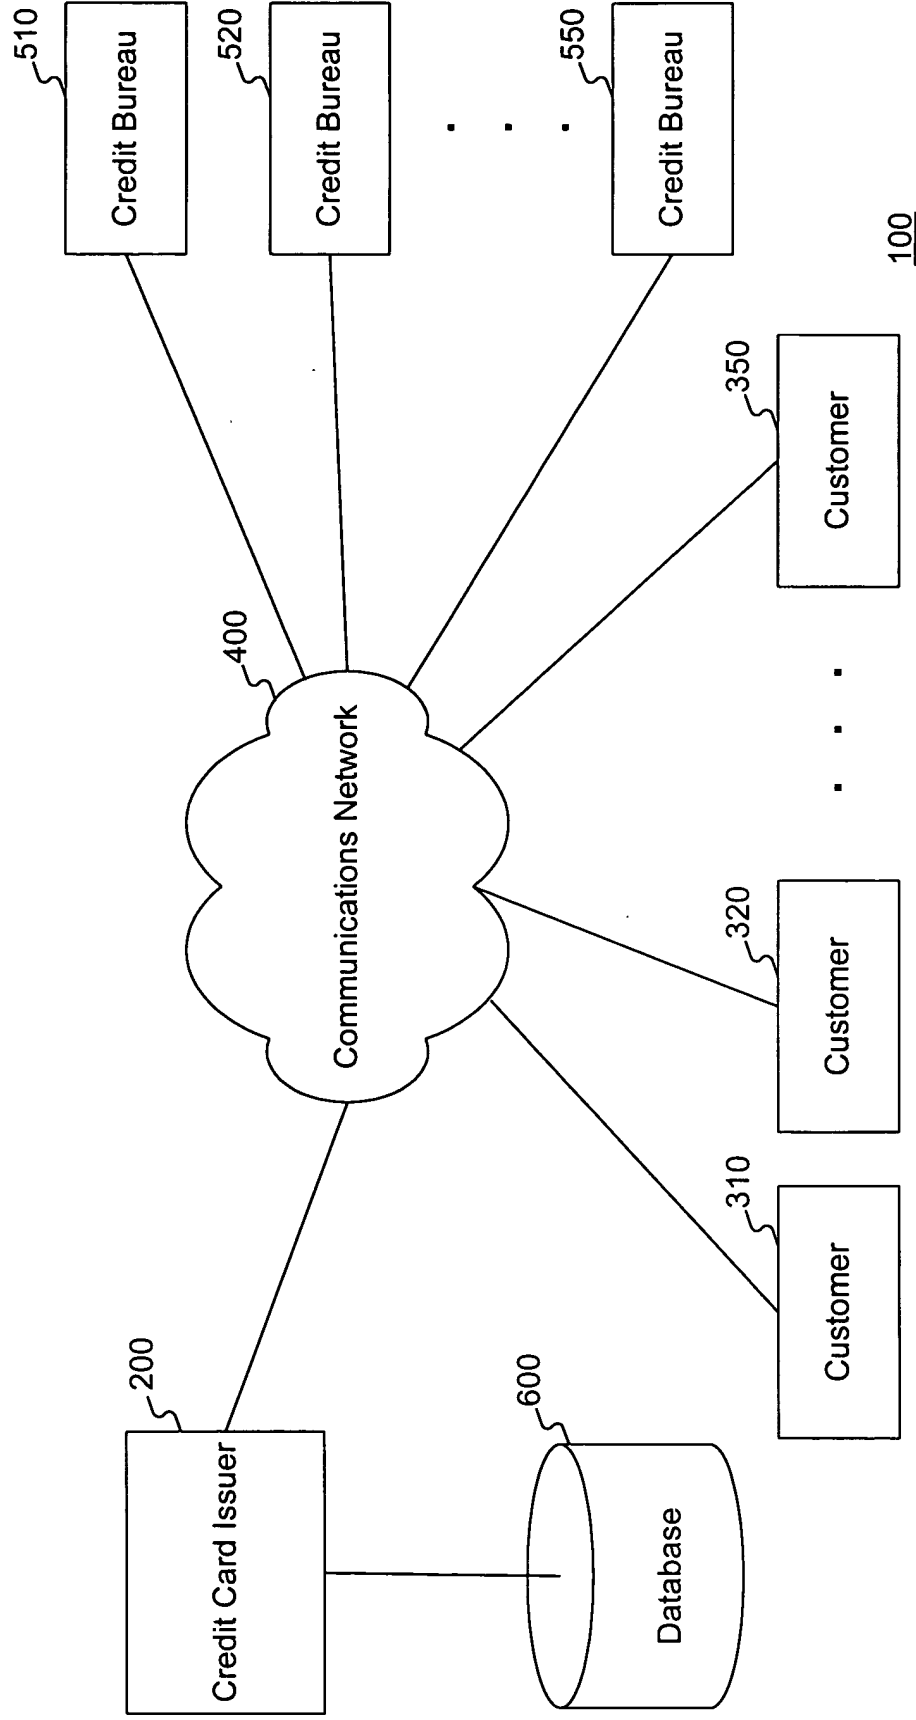 510
Credit Bureau
520
Credit Bureau
. . .
550
Credit Bureau
400
Communications Network
200
Credit Card Issuer
600
Database
310
Customer
320
Customer
. . .
350
Customer
100